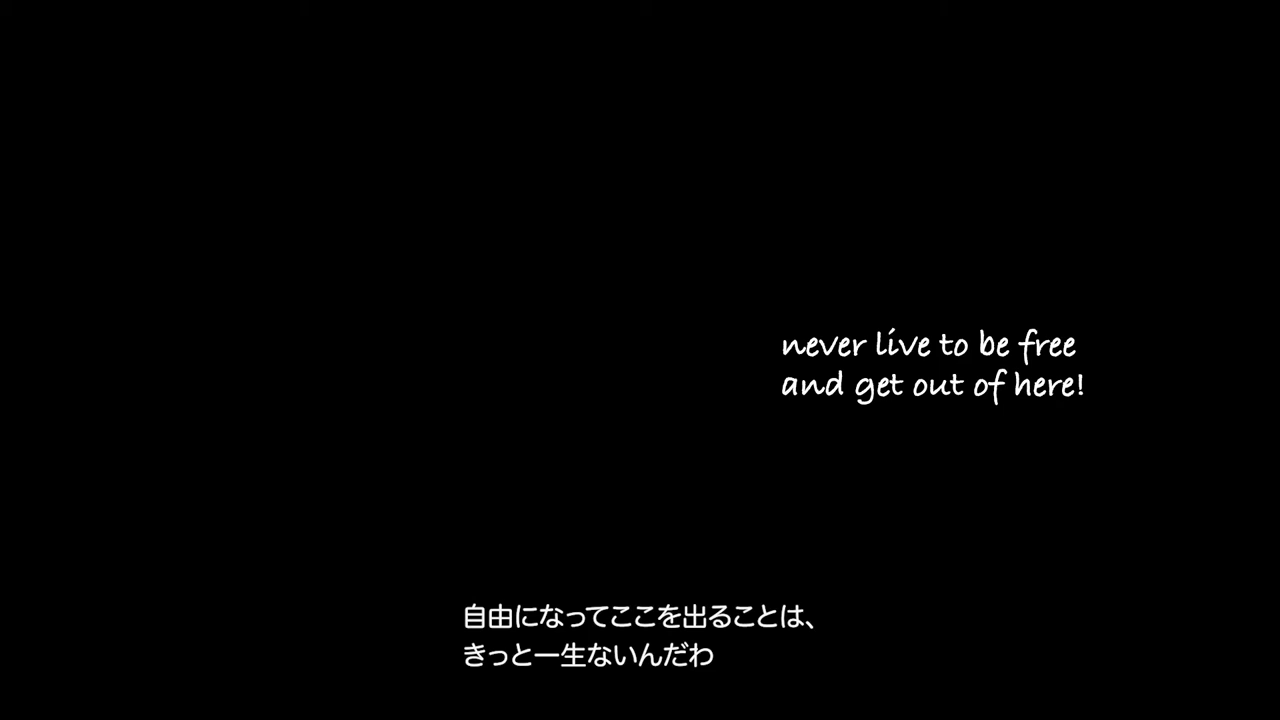 never live to be free
and get out of here!
自由になってここを出ることは、
きっと一生ないんだわ